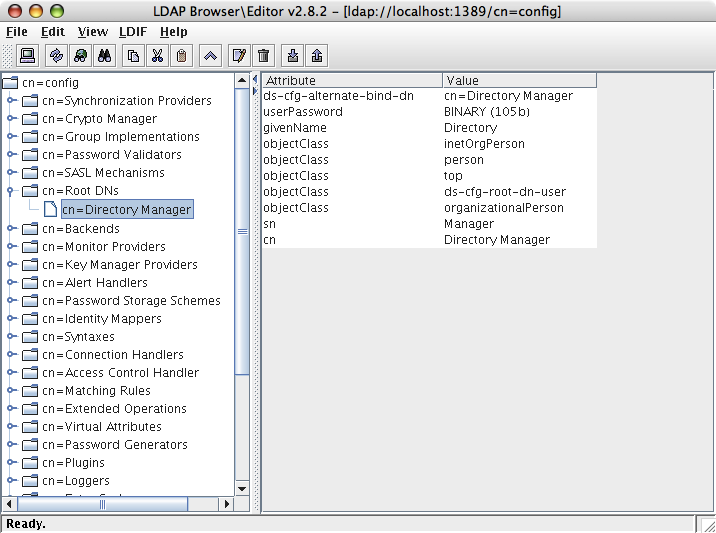 LDAP Browser\Editor v2.8.2 - [ldap://localhost:1389/cn=config]
File Edit View LDIF Help
cn=config
cn=Synchronization Providers
cn=Crypto Manager
cn=Group Implementations
cn=Password Validators
cn=SASL Mechanisms
cn=Root DNs
cn=Directory Manager
cn=Backends
cn=Monitor Providers
cn=Key Manager Providers
cn=Alert Handlers
cn=Password Storage Schemes
cn=Identity Mappers
cn=Syntaxes
cn=Connection Handlers
cn=Access Control Handler
cn=Matching Rules
cn=Extended Operations
cn=Virtual Attributes
cn=Password Generators
cn=Plugins
cn=Loggers
Attribute Value
ds-cfg-alternate-bind-dn cn=Directory Manager
userPassword BINARY (105b)
givenName Directory
objectClass inetOrgPerson
objectClass person
objectClass top
objectClass ds-cfg-root-dn-user
objectClass organizationalPerson
sn Manager
cn Directory Manager
Ready.